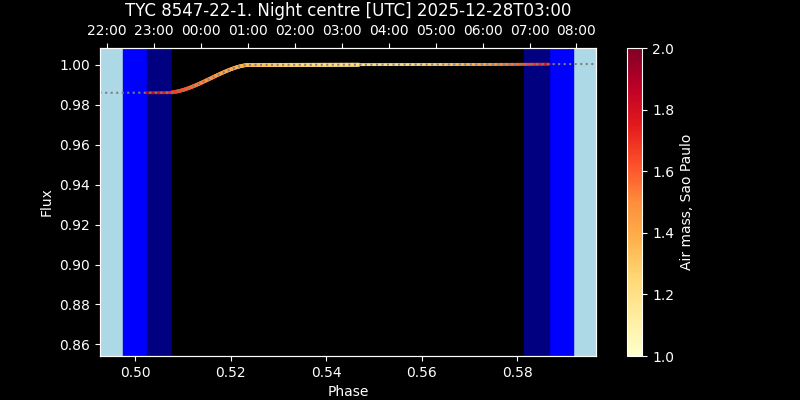 TYC 8547-22-1. Night centre [UTC] 2025-12-28T03:00
22:00 23:00 00:00 01:00 02:00 03:00 04:00 05:00 06:00 07:00 08:00
1.00
0.98
0.96
0.94
0.92
0.90
0.88
0.86
Flux
0.50 0.52 0.54 0.56 0.58
Phase
2.0
1.8
1.6
1.4
1.2
1.0
Air mass, Sao Paulo